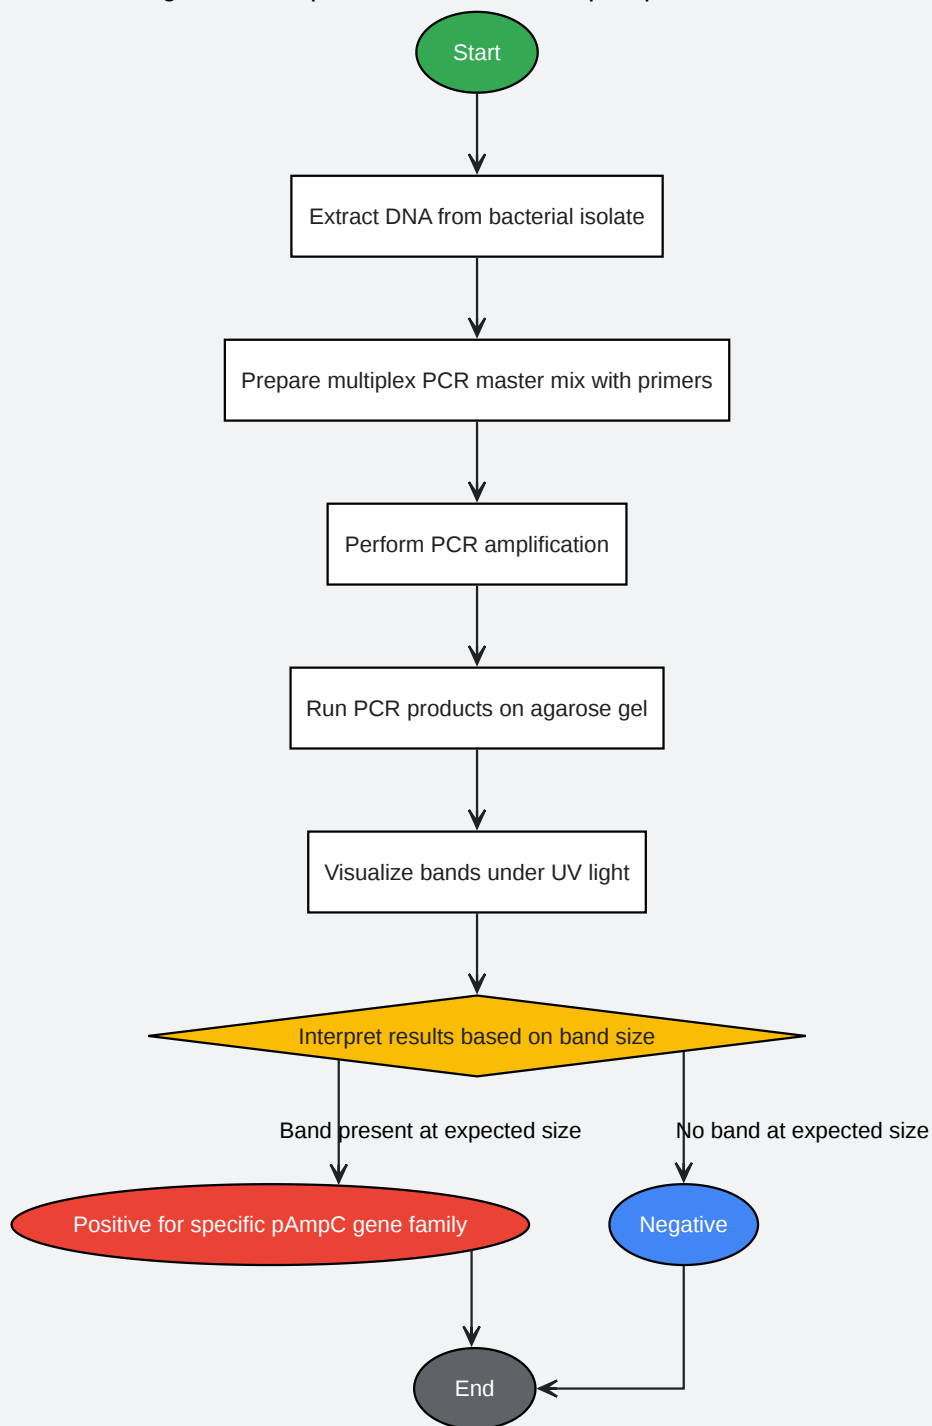 Start
Extract DNA from bacterial isolate
Prepare multiplex PCR master mix with primers
Perform PCR amplification
Run PCR products on agarose gel
Visualize bands under UV light
Interpret results based on band size
Band present at expected size
No band at expected size
Positive for specific pAmpC gene family
Negative
End